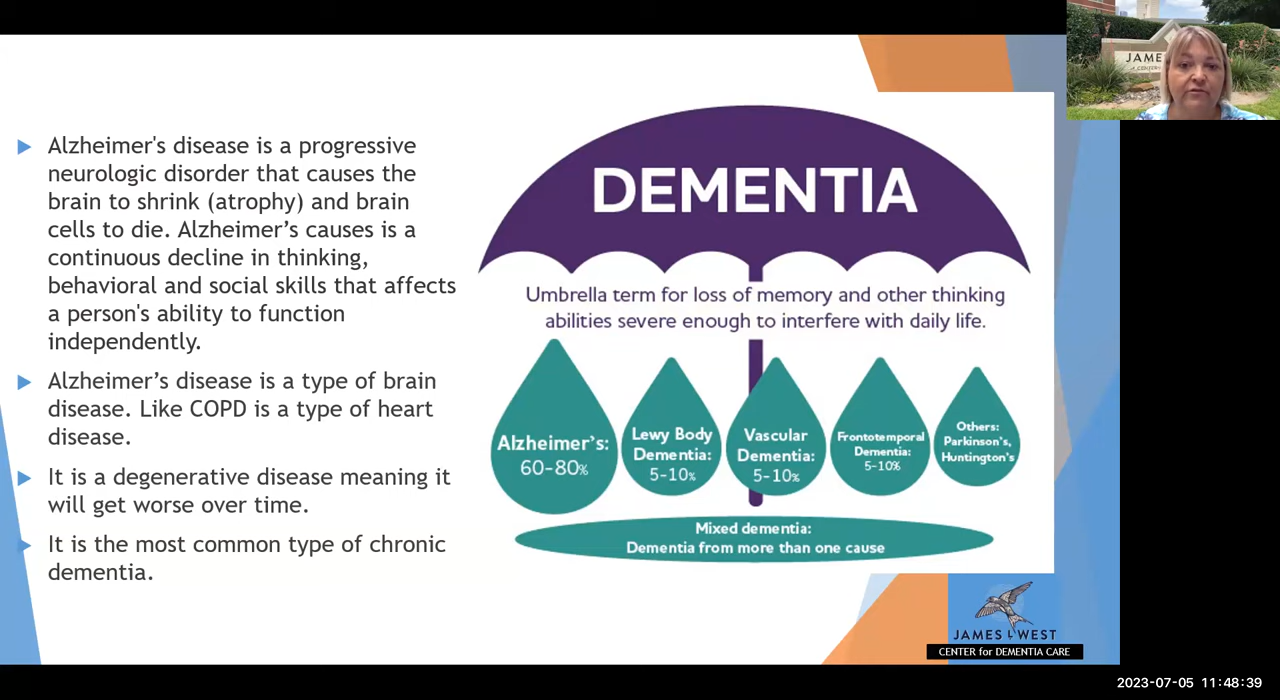 Alzheimer's disease is a progressive
neurologic disorder that causes the
brain to shrink (atrophy) and brain
cells to die. Alzheimer’s causes is a
continuous decline in thinking,
behavioral and social skills that affects
a person's ability to function
independently.
Alzheimer’s disease is a type of brain
disease. Like COPD is a type of heart
disease.
It is a degenerative disease meaning it
will get worse over time.
It is the most common type of chronic
dementia.
DEMENTIA
Umbrella term for loss of memory and other thinking
abilities severe enough to interfere with daily life.
Alzheimer’s:
60-80%
Lewy Body
Dementia:
5-10%
Vascular
Dementia:
5-10%
Frontotemporal
Dementia:
5-10%
Others:
Parkinson’s,
Huntington’s
Mixed dementia:
Dementia from more than one cause
JAMES L WEST
CENTER for DEMENTIA CARE
JAME
2023-07-05 11:48:39